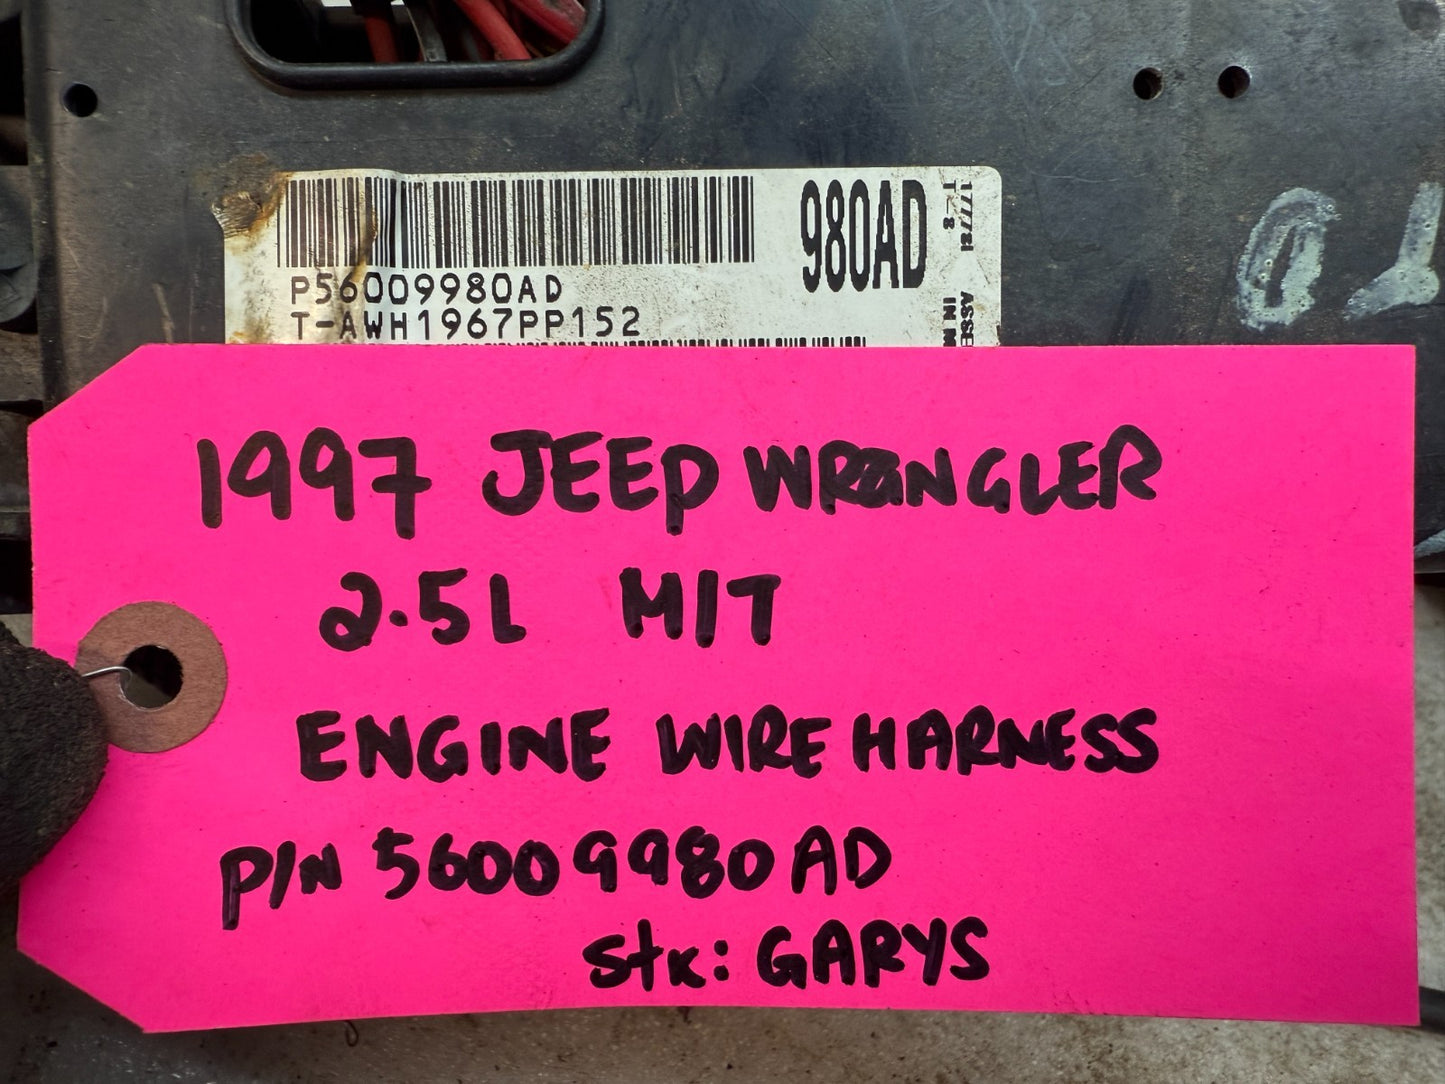 980AD
P56009980AD
T-AWH1967PP152
1997 JEEP WRANGLER
2.5L M/T
ENGINE WIRE HARNESS
P/N 56009980AD
Stk: GARYS